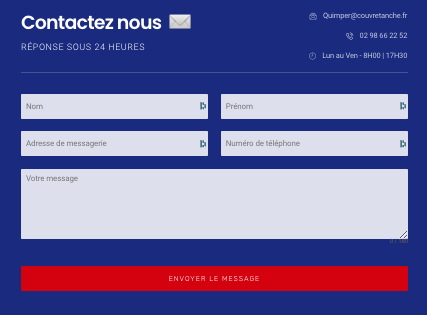 Contactez nous
RÉPONSE SOUS 24 HEURES
Quimper@couvretanche.fr
02 98 66 22 52
Lun au Ven - 8H00 | 17H30
Nom
Prénom
Adresse de messagerie
Numéro de téléphone
Votre message
ENVOYER LE MESSAGE